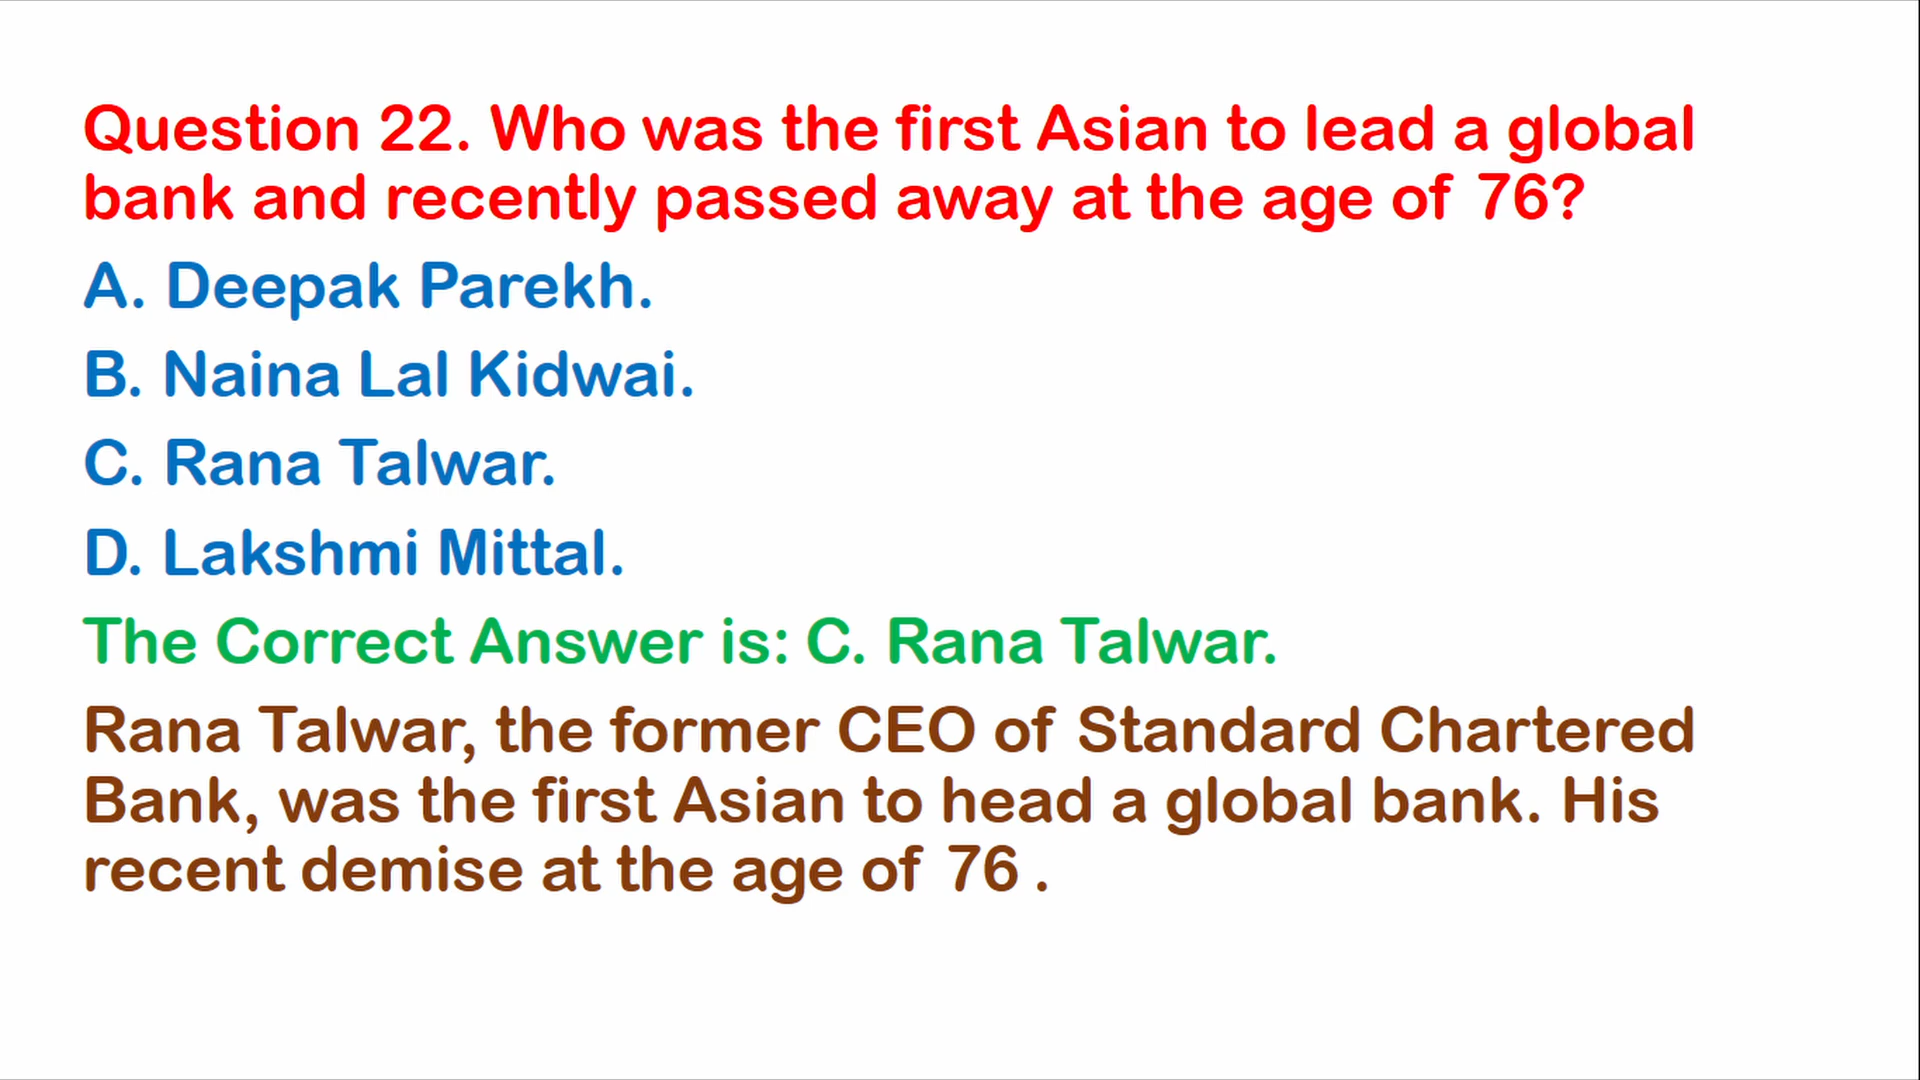 Question 22. Who was the first Asian to lead a global
bank and recently passed away at the age of 76?
A. Deepak Parekh.
B. Naina Lal Kidwai.
C. Rana Talwar.
D. Lakshmi Mittal.
The Correct Answer is: C. Rana Talwar.
Rana Talwar, the former CEO of Standard Chartered
Bank, was the first Asian to head a global bank. His
recent demise at the age of 76 .